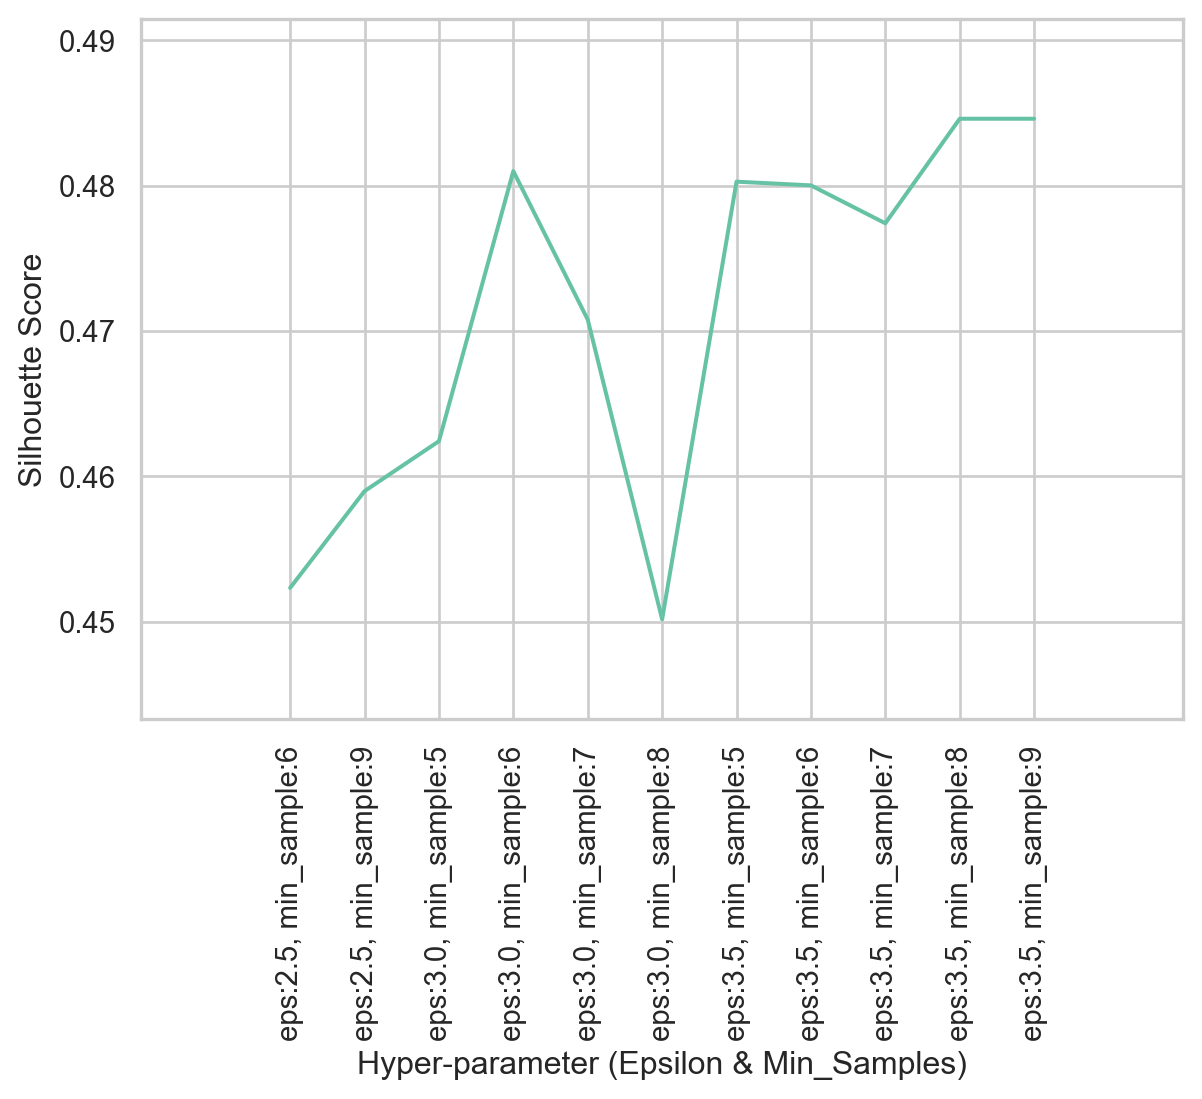 0.49
0.48
0.47
0.46
0.45
Silhouette Score
eps:2.5, min_sample:6
eps:2.5, min_sample:9
eps:3.0, min_sample:5
eps:3.0, min_sample:6
eps:3.0, min_sample:7
eps:3.0, min_sample:8
eps:3.5, min_sample:5
eps:3.5, min_sample:6
eps:3.5, min_sample:7
eps:3.5, min_sample:8
eps:3.5, min_sample:9
Hyper-parameter (Epsilon & Min_Samples)